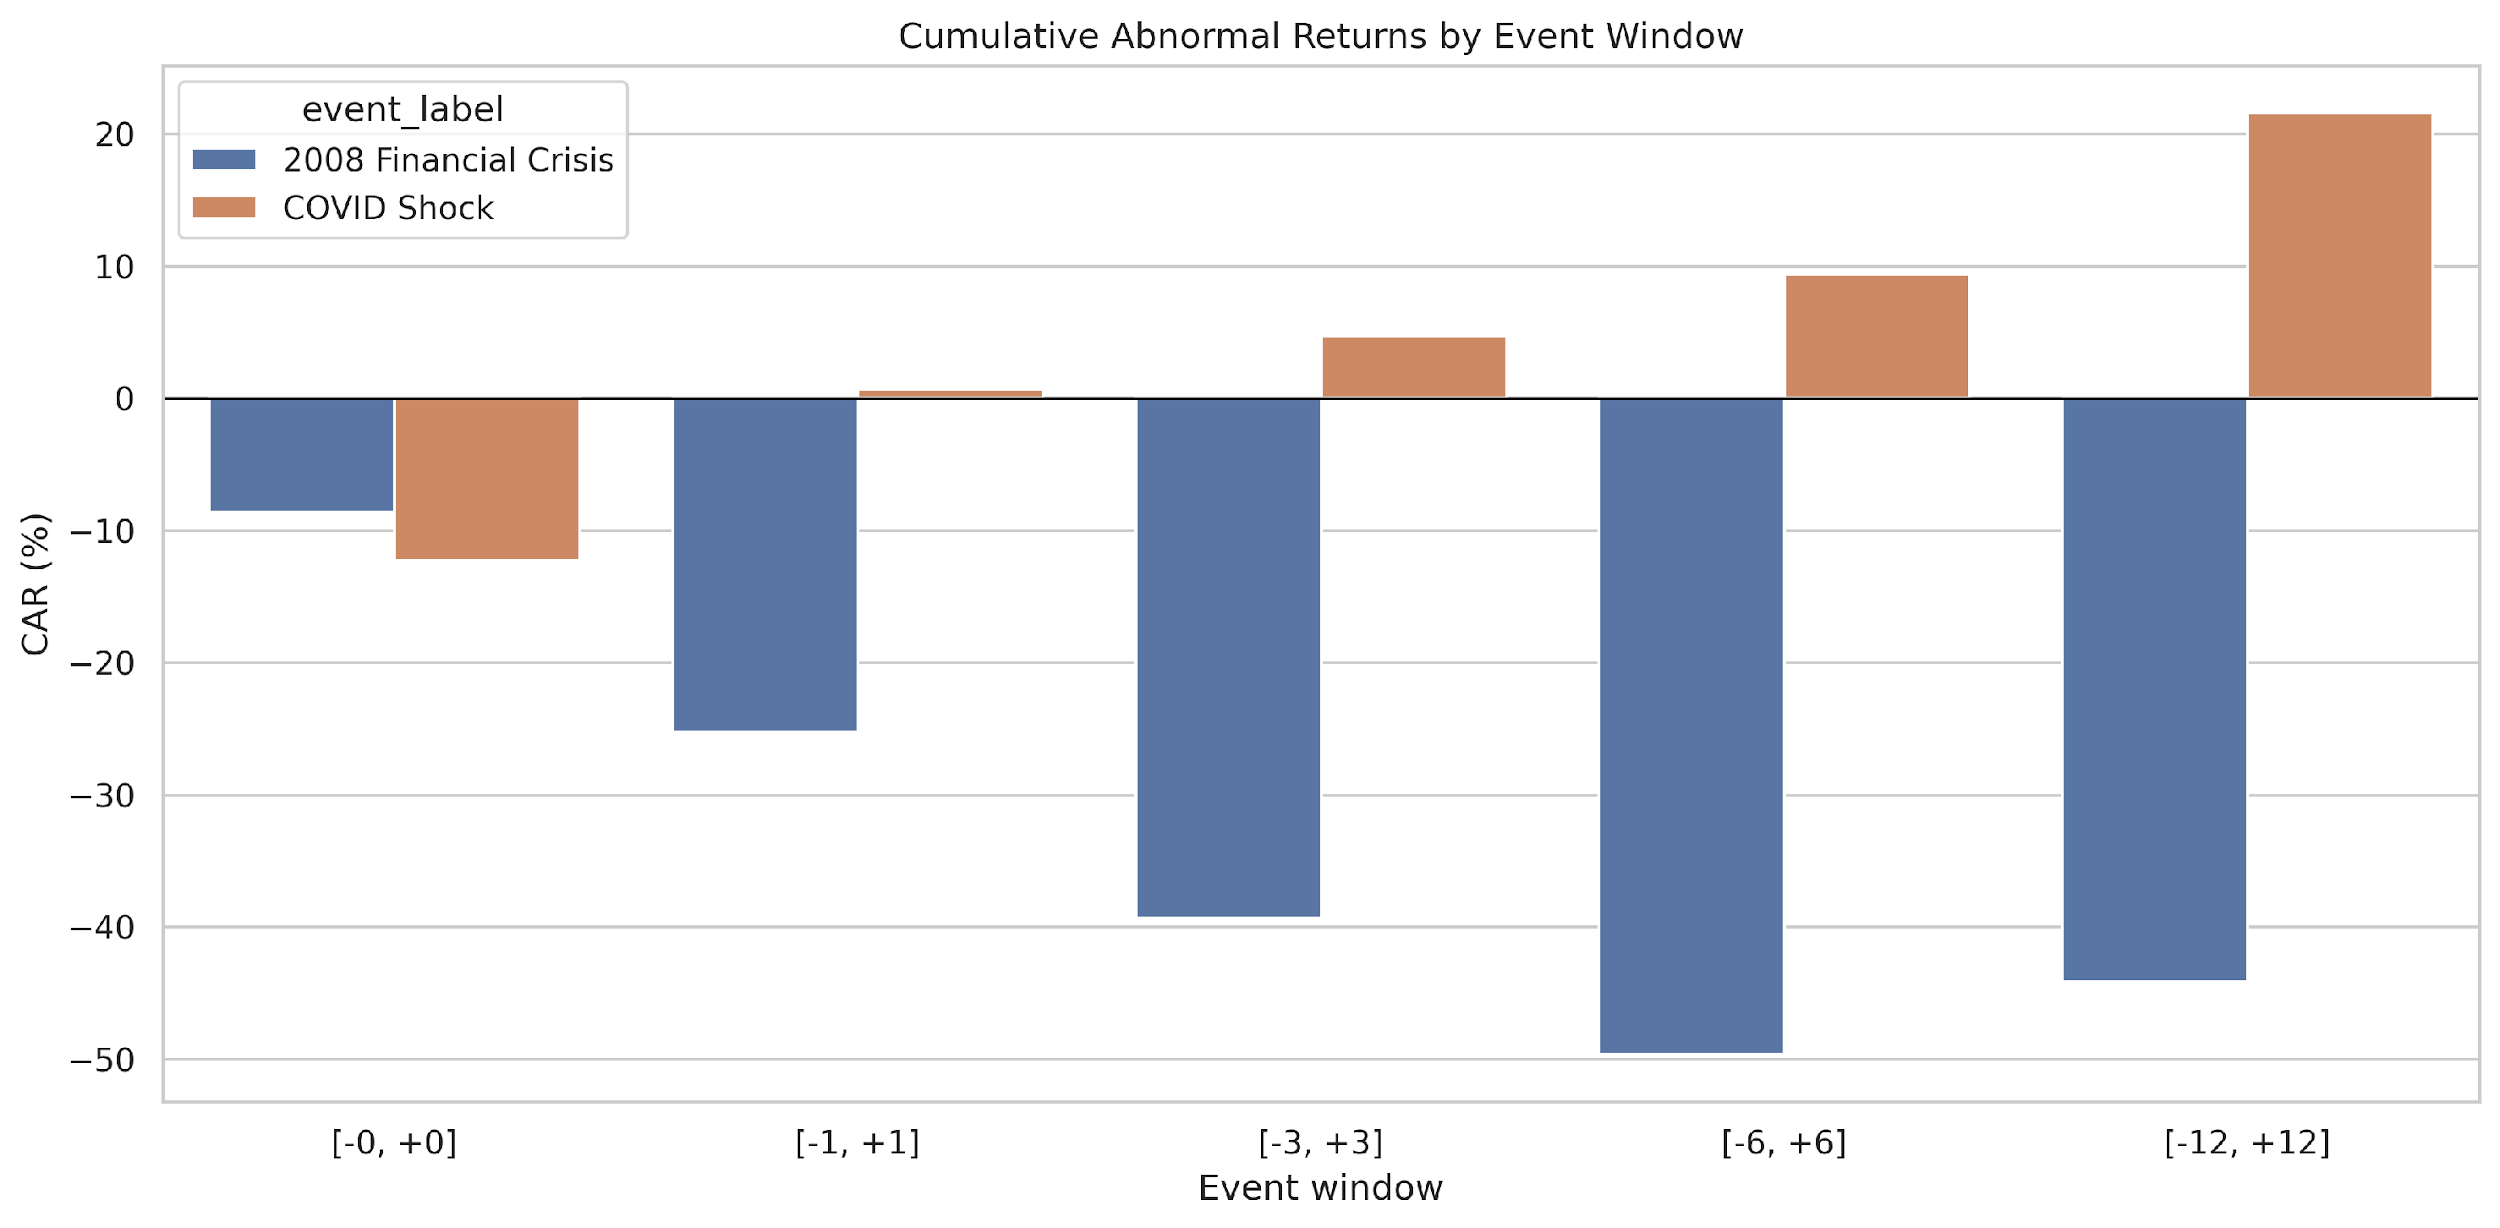 Cumulative Abnormal Returns by Event Window
event_label
2008 Financial Crisis
COVID Shock
20
10
0
−10
−20
−30
−40
−50
CAR (%)
[-0, +0]
[-1, +1]
[-3, +3]
[-6, +6]
[-12, +12]
Event window